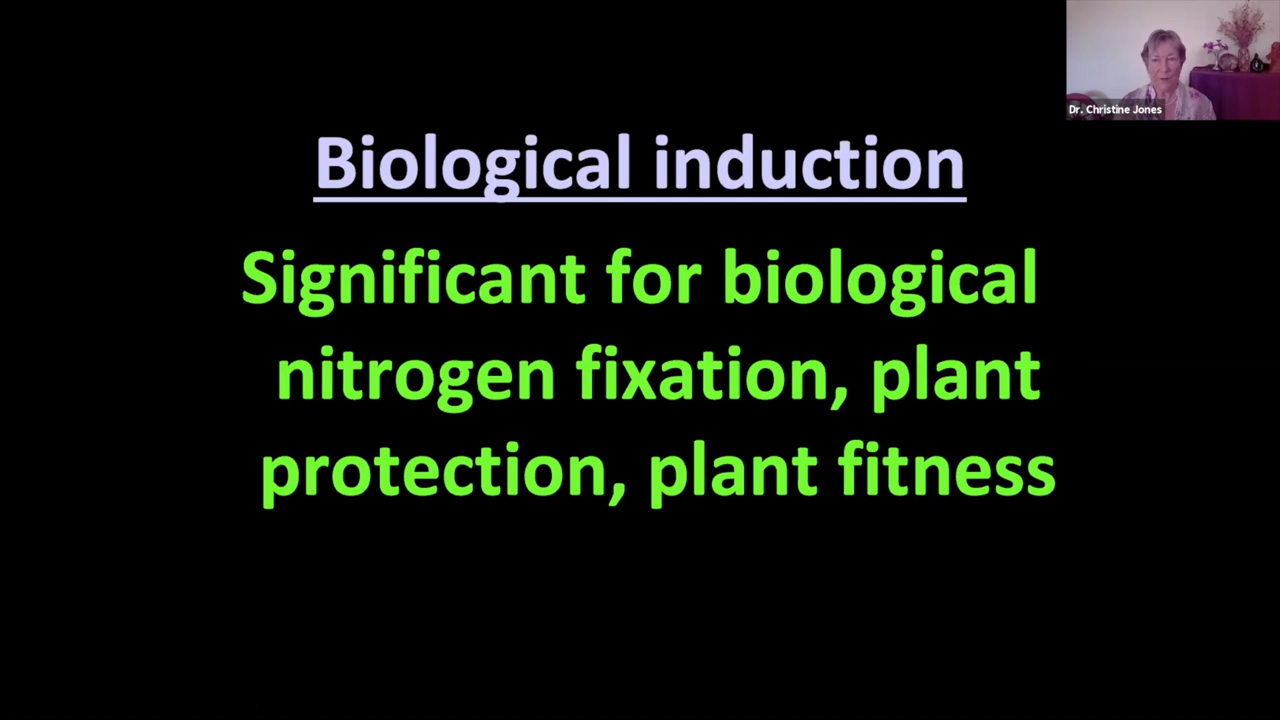 Dr. Christine Jones
Biological induction
Significant for biological
nitrogen fixation, plant
protection, plant fitness